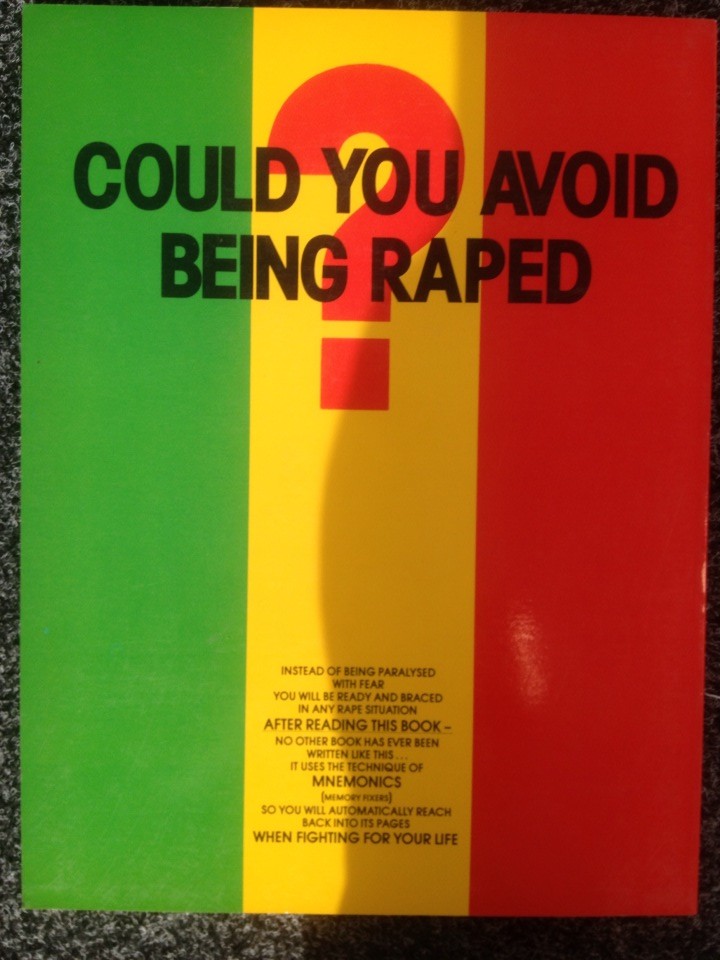 ?
COULD YOU AVOID
BEING RAPED
INSTEAD OF BEING PARALYSED
WITH FEAR
YOU WILL BE READY AND BRACED
IN ANY RAPE SITUATION
AFTER READING THIS BOOK –
NO OTHER BOOK HAS EVER BEEN
WRITTEN LIKE THIS...
IT USES THE TECHNIQUE OF
MNEMONICS
(MEMORY FIXERS)
SO YOU WILL AUTOMATICALLY REACH
BACK INTO ITS PAGES
WHEN FIGHTING FOR YOUR LIFE